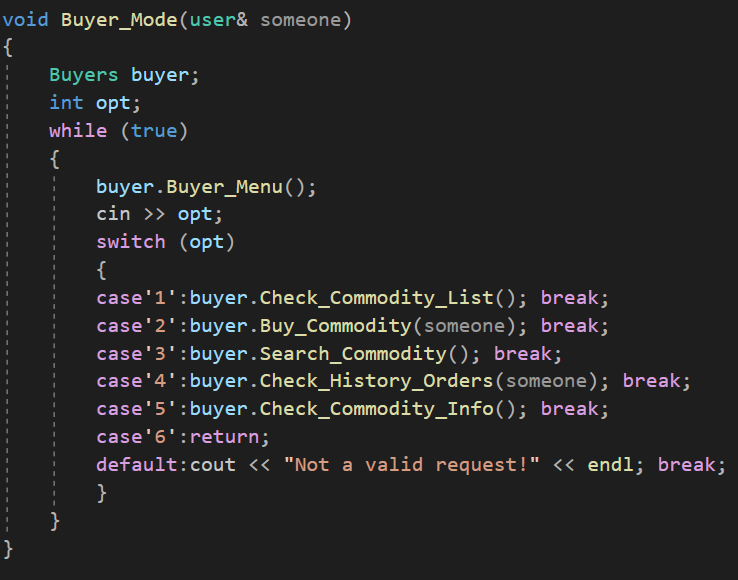 void Buyer_Mode(user& someone)
{
    Buyers buyer;
    int opt;
    while (true)
    {
        buyer.Buyer_Menu();
        cin >> opt;
        switch (opt)
        {
        case'1':buyer.Check_Commodity_List(); break;
        case'2':buyer.Buy_Commodity(someone); break;
        case'3':buyer.Search_Commodity(); break;
        case'4':buyer.Check_History_Orders(someone); break;
        case'5':buyer.Check_Commodity_Info(); break;
        case'6':return;
        default:cout << "Not a valid request!" << endl; break;
        }
    }
}